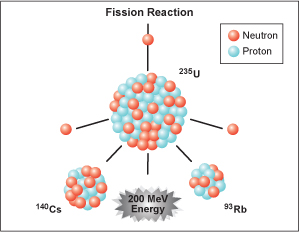 Fission Reaction
Neutron
Proton
²³⁵U
¹⁴⁰Cs
200 MeV
Energy
⁹³Rb